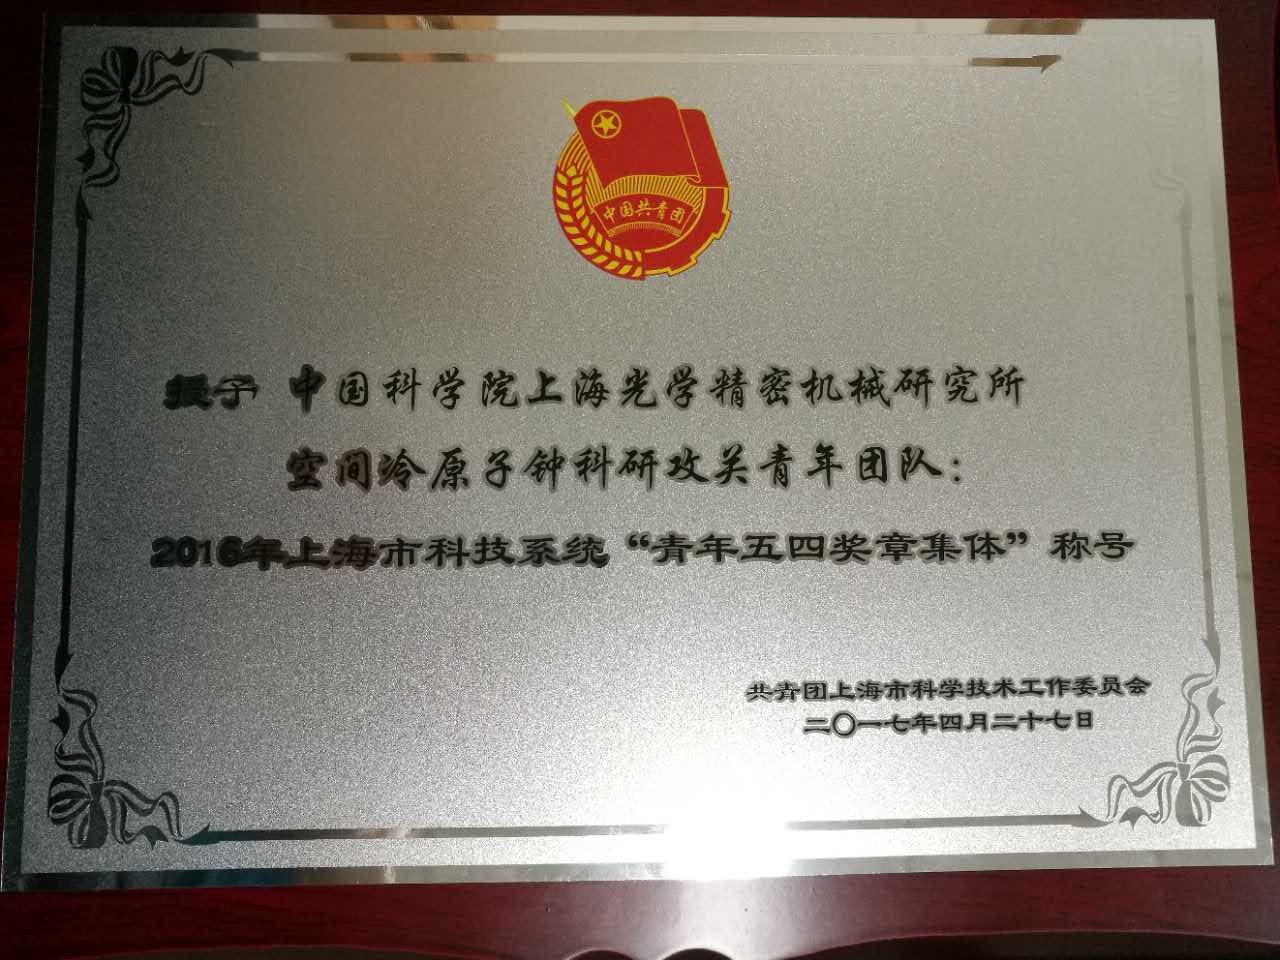 中国共青团
授予 中国科学院上海光学精密机械研究所
空间冷原子钟科研攻关青年团队：
2016年上海市科技系统“青年五四奖章集体”称号
共青团上海市科学技术工作委员会
二〇一七年四月二十七日